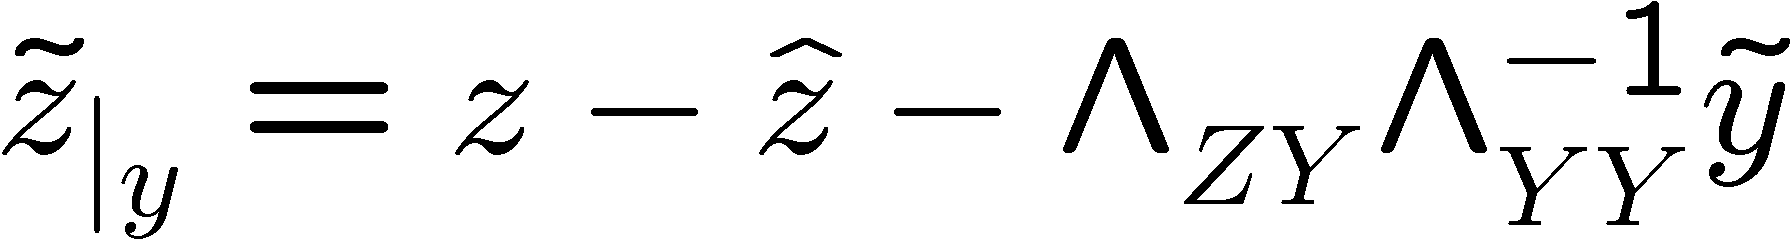 z̃_{|y} = z − ẑ − Λ_{ZY} Λ_{YY}^{−1} ỹ